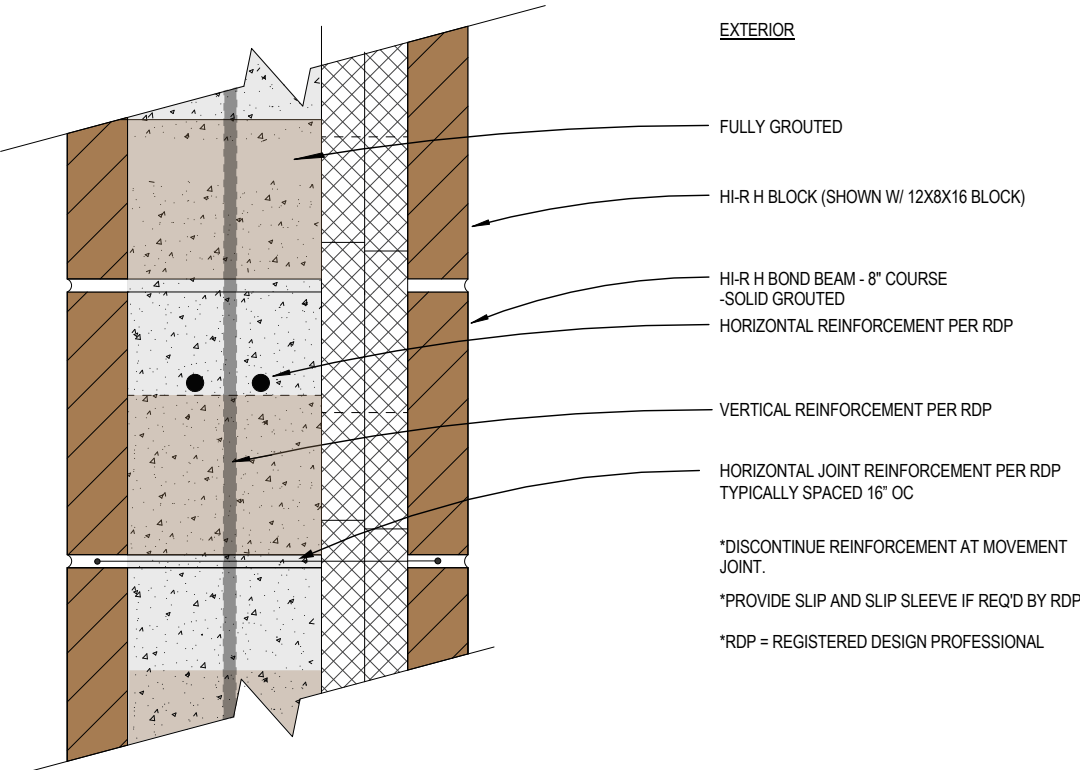 EXTERIOR
FULLY GROUTED
HI-R H BLOCK (SHOWN W/ 12X8X16 BLOCK)
HI-R H BOND BEAM - 8" COURSE
-SOLID GROUTED
HORIZONTAL REINFORCEMENT PER RDP
VERTICAL REINFORCEMENT PER RDP
HORIZONTAL JOINT REINFORCEMENT PER RDP
TYPICALLY SPACED 16" OC
*DISCONTINUE REINFORCEMENT AT MOVEMENT
JOINT.
*PROVIDE SLIP AND SLIP SLEEVE IF REQ'D BY RDP
*RDP = REGISTERED DESIGN PROFESSIONAL